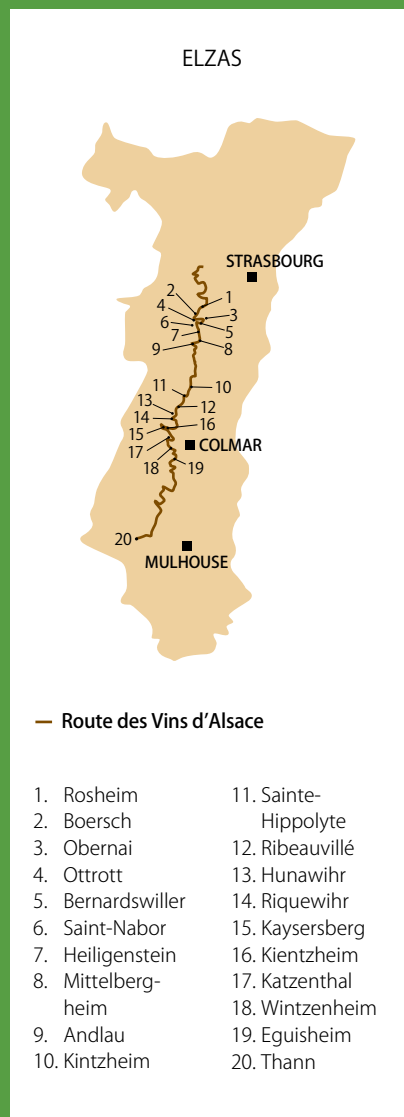 ELZAS
STRASBOURG
1
2
3
4
5
6
7
8
9
10
11
12
13
14
16
15
COLMAR
17
18
19
20
MULHOUSE
Route des Vins d’Alsace
1. Rosheim
2. Boersch
3. Obernai
4. Ottrott
5. Bernardswiller
6. Saint-Nabor
7. Heiligenstein
8. Mittelberg-
heim
9. Andlau
10. Kintzheim
11. Sainte-
Hippolyte
12. Ribeauvillé
13. Hunawihr
14. Riquewihr
15. Kaysersberg
16. Kientzheim
17. Katzenthal
18. Wintzenheim
19. Eguisheim
20. Thann